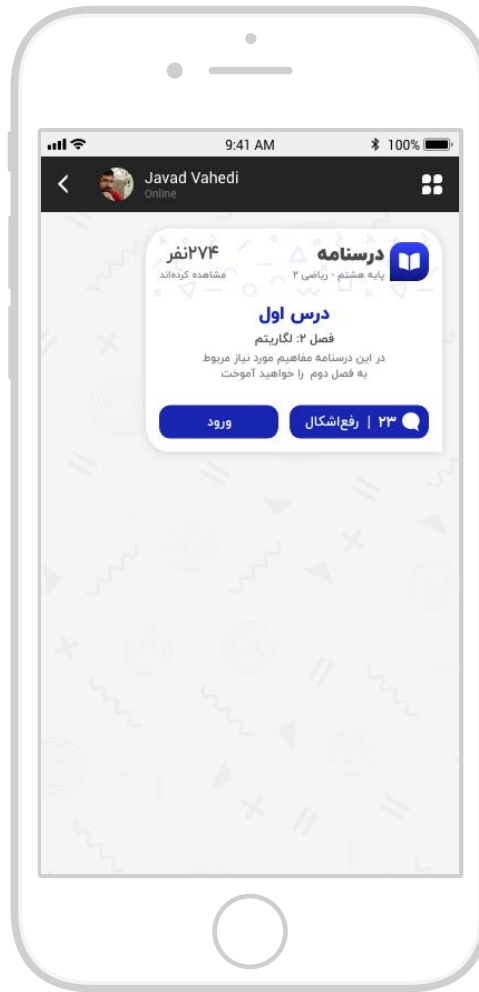 9:41 AM
100%
Javad Vahedi
Online
درسنامه
پایه هشتم - ریاضی ۲
۲۷۴نفر
مشاهده کرده‌اند
درس اول
فصل ۲: لگاریتم
در این درسنامه مفاهیم مورد نیاز مربوط
به فصل دوم را خواهید آموخت
۲۳ | رفع‌اشکال
ورود